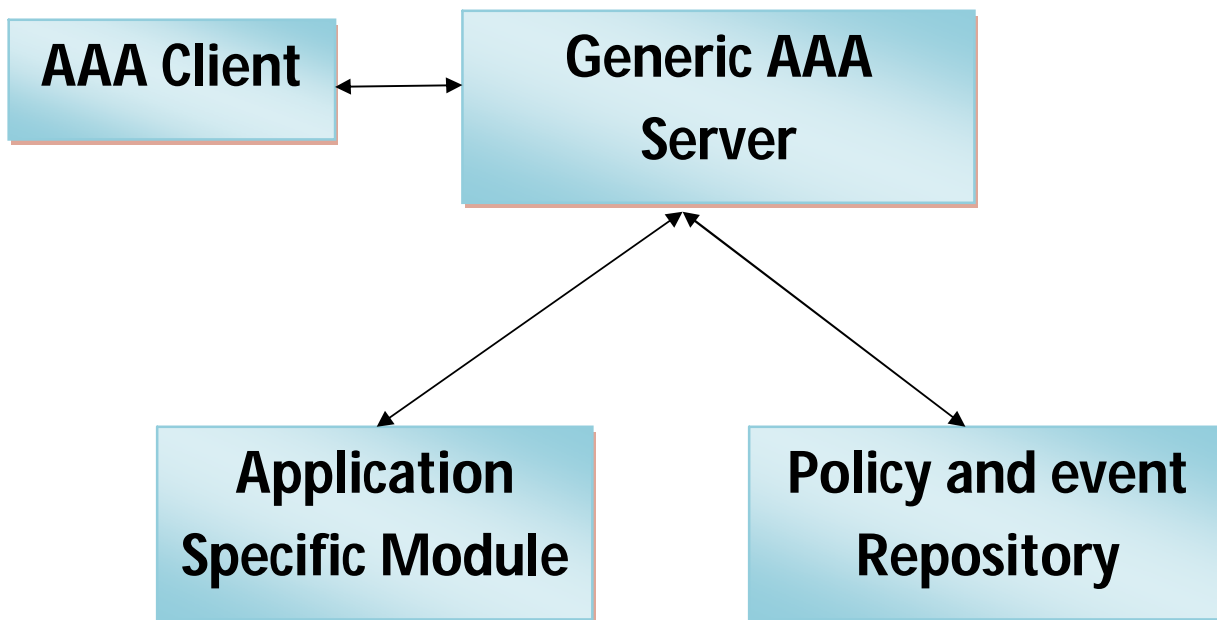 AAA Client
Generic AAA
Server
Application
Specific Module
Policy and event
Repository